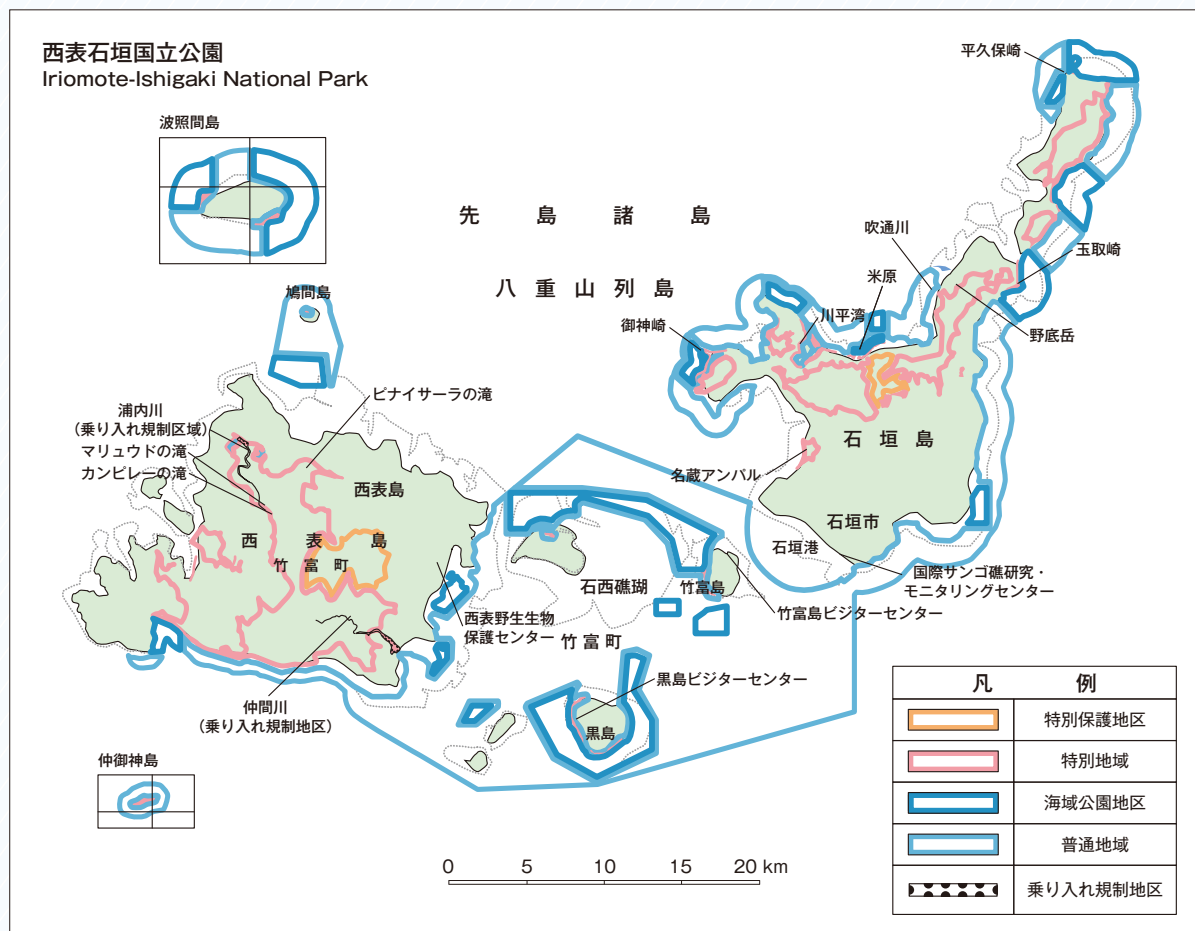 西表石垣国立公園
Iriomote-Ishigaki National Park
波照間島
平久保崎
先島諸島
吹通川
玉取崎
米原
八重山列島
鳩間島
川平湾
御神崎
野底岳
ピナイサーラの滝
浦内川
(乗り入れ規制区域)
マリュウドの滝
カンピレーの滝
石垣島
名蔵アンパル
西表島
石垣市
西表島
石垣港
竹富町
国際サンゴ礁研究・
モニタリングセンター
石西礁湖
竹富島
竹富島ビジターセンター
西表野生生物
保護センター
竹富町
黒島ビジターセンター
仲間川
(乗り入れ規制地区)
黒島
仲御神島
凡例
特別保護地区
特別地域
海域公園地区
普通地域
乗り入れ規制地区
0 5 10 15 20 km